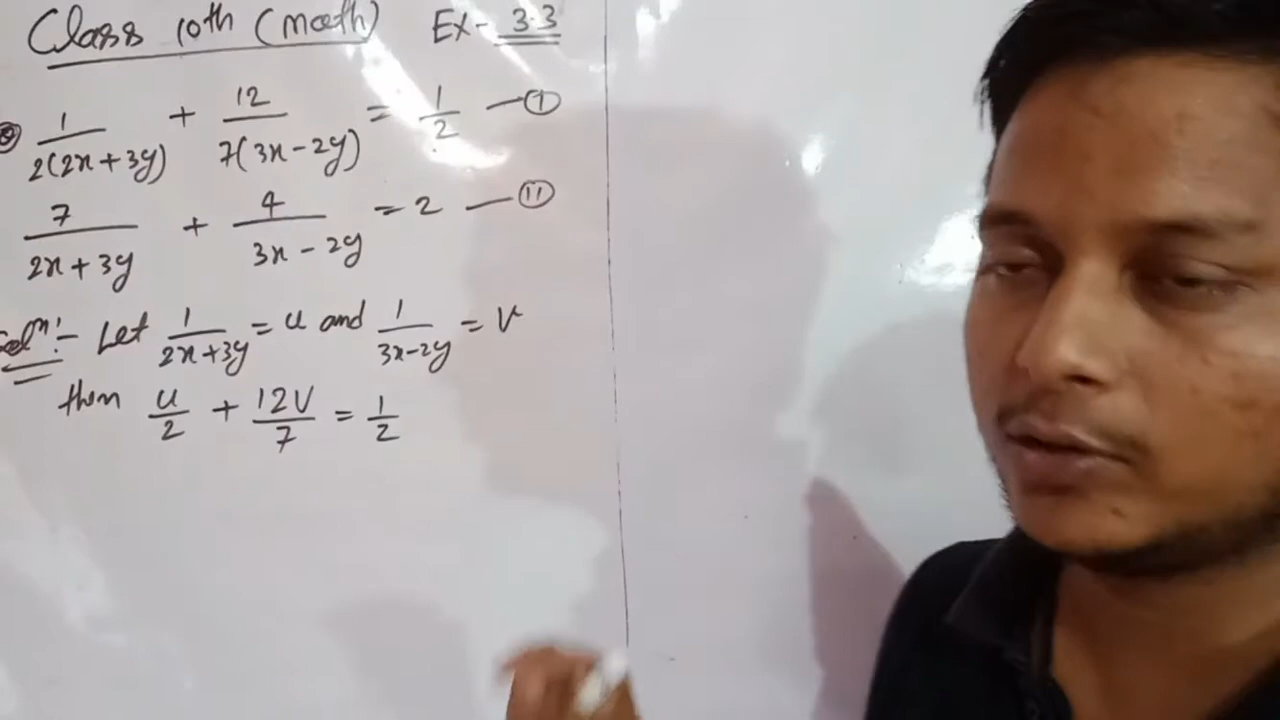 Class 10th (Math) Ex- 3.3
1/2(2x+3y) + 12/7(3x-2y) = 1/2 —①
7/2x+3y + 4/3x-2y = 2 —⑪
Solⁿ:- Let 1/2x+3y = u and 1/3x-2y = v
then u/2 + 12V/7 = 1/2